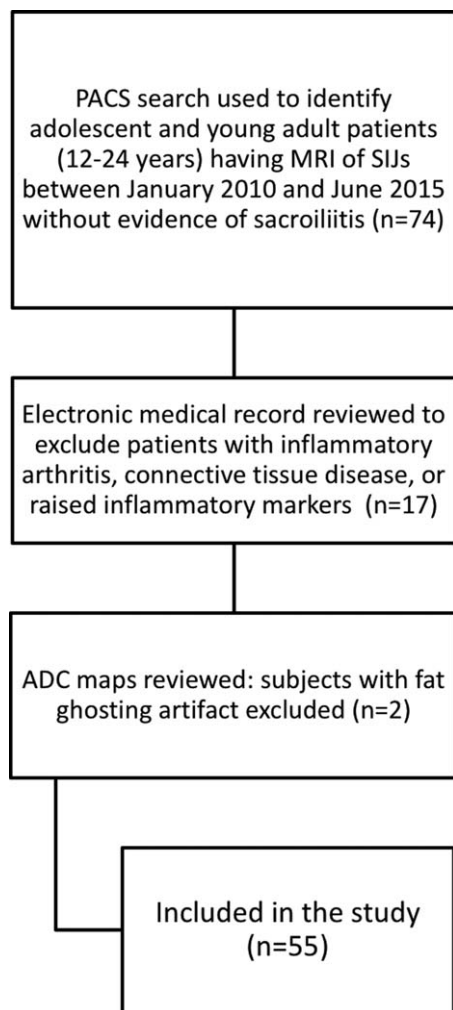 PACS search used to identify
adolescent and young adult patients
(12-24 years) having MRI of SIJs
between January 2010 and June 2015
without evidence of sacroiliitis (n=74)
Electronic medical record reviewed to
exclude patients with inflammatory
arthritis, connective tissue disease, or
raised inflammatory markers  (n=17)
ADC maps reviewed: subjects with fat
ghosting artifact excluded (n=2)
Included in the study
(n=55)